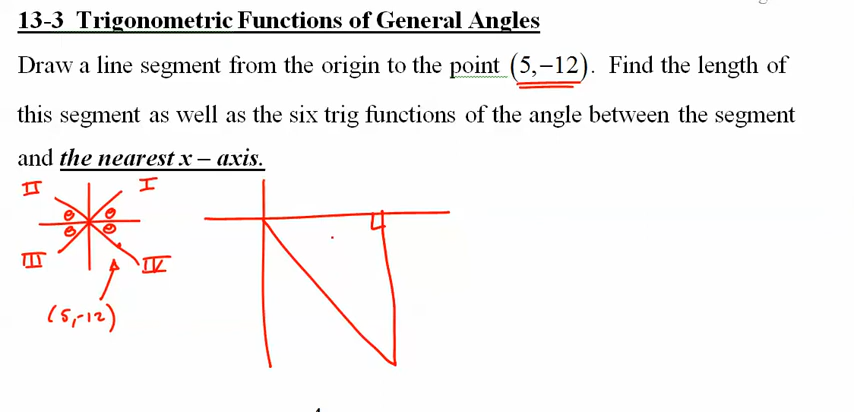 13-3 Trigonometric Functions of General Angles
Draw a line segment from the origin to the point (5,−12). Find the length of
this segment as well as the six trig functions of the angle between the segment
and the nearest x – axis.
II I
θ θ
θ θ
III IV
(5,-12)